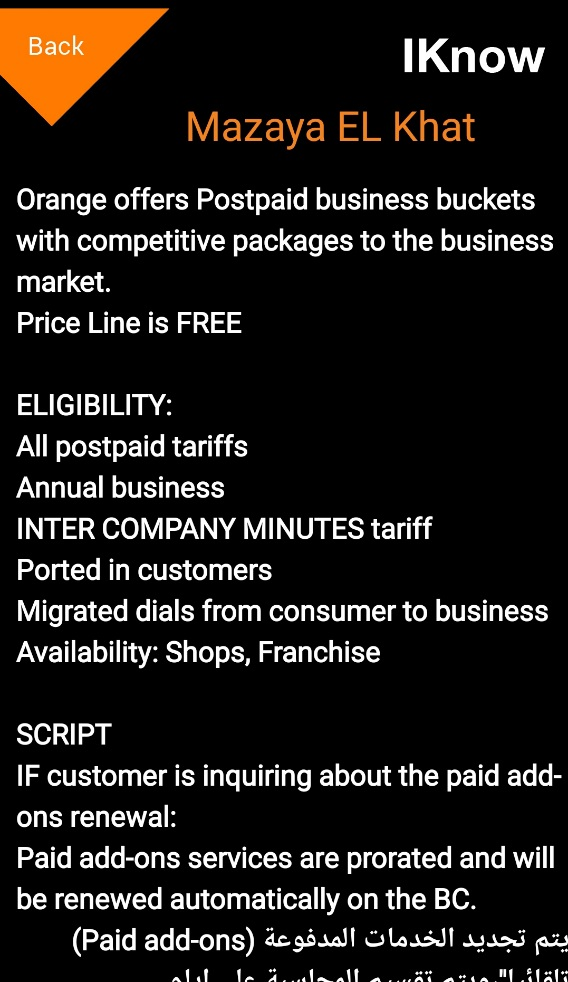 Back
IKnow
Mazaya EL Khat
Orange offers Postpaid business buckets
with competitive packages to the business
market.
Price Line is FREE
ELIGIBILITY:
All postpaid tariffs
Annual business
INTER COMPANY MINUTES tariff
Ported in customers
Migrated dials from consumer to business
Availability: Shops, Franchise
SCRIPT
IF customer is inquiring about the paid add-
ons renewal:
Paid add-ons services are prorated and will
be renewed automatically on the BC.
يتم تجديد الخدمات المدفوعة (Paid add-ons)